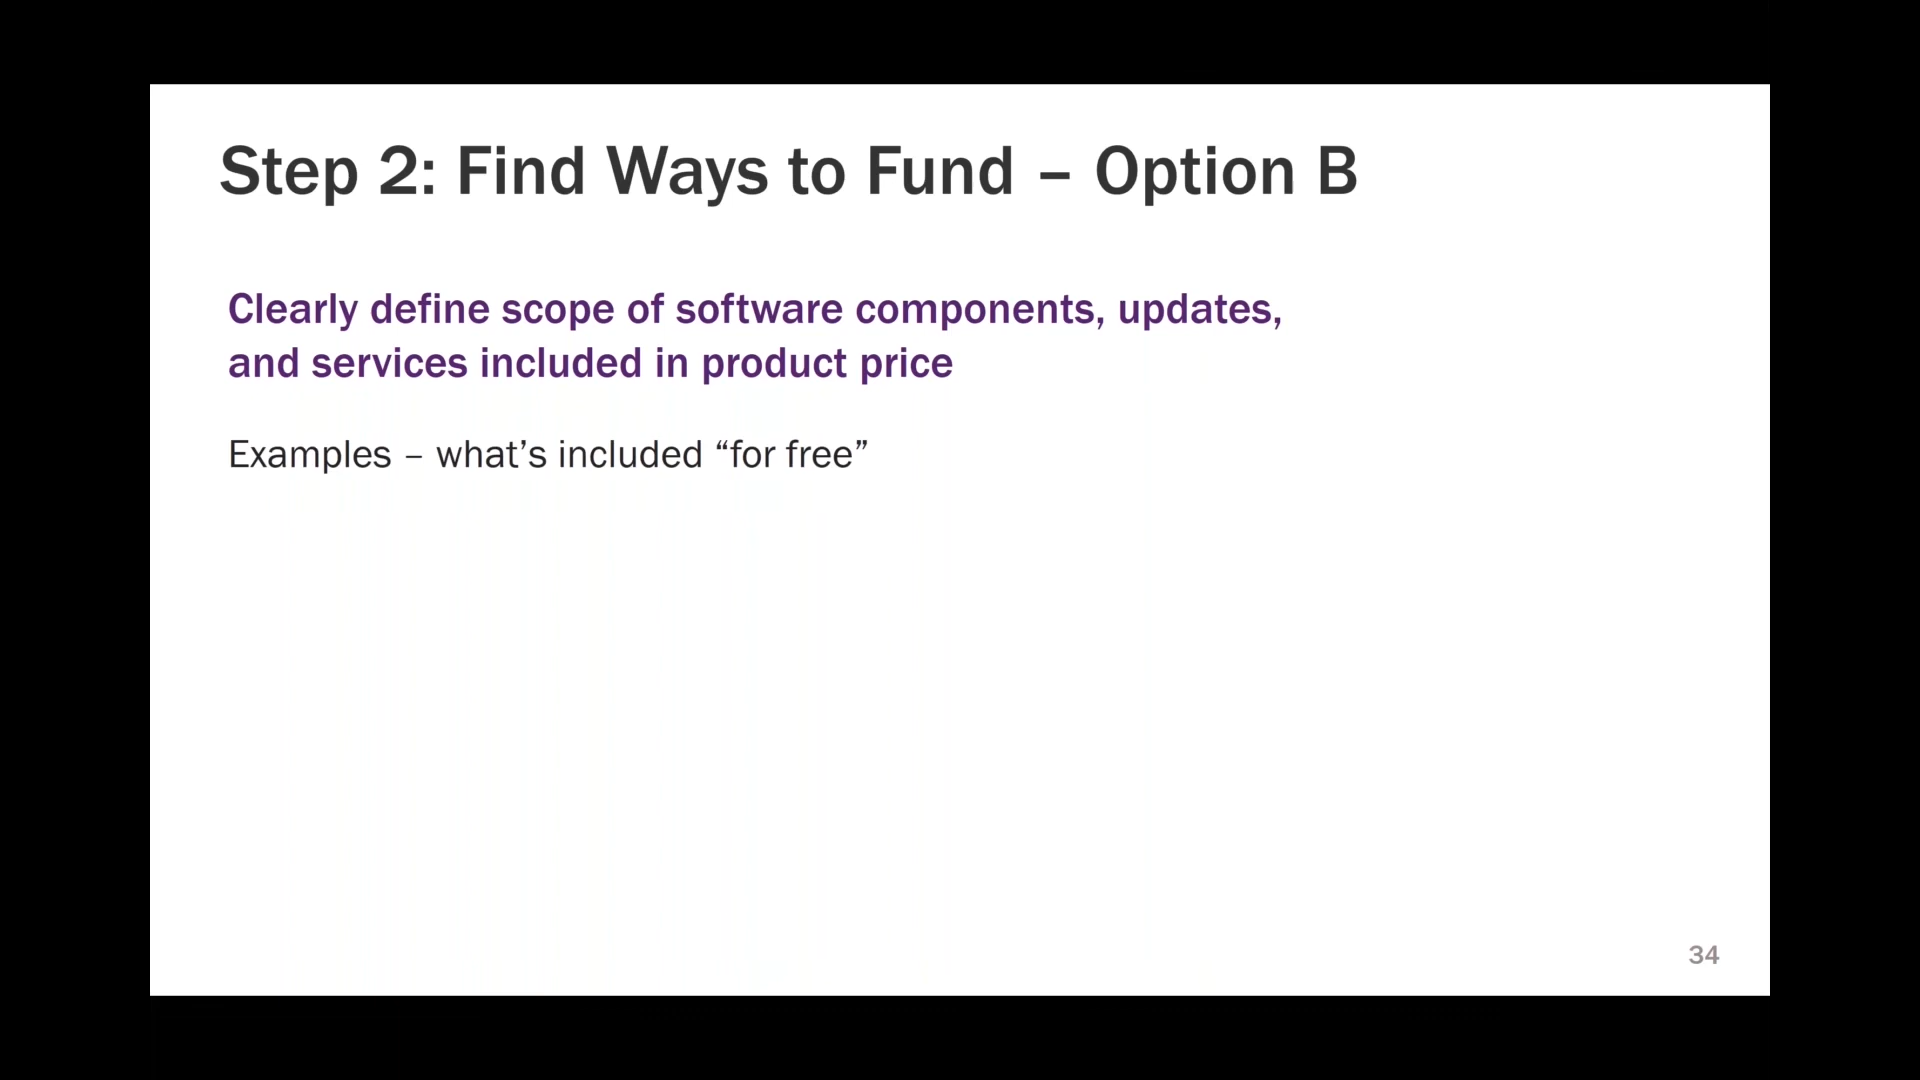 Step 2: Find Ways to Fund – Option B
Clearly define scope of software components, updates,
and services included in product price
Examples – what’s included “for free”
34